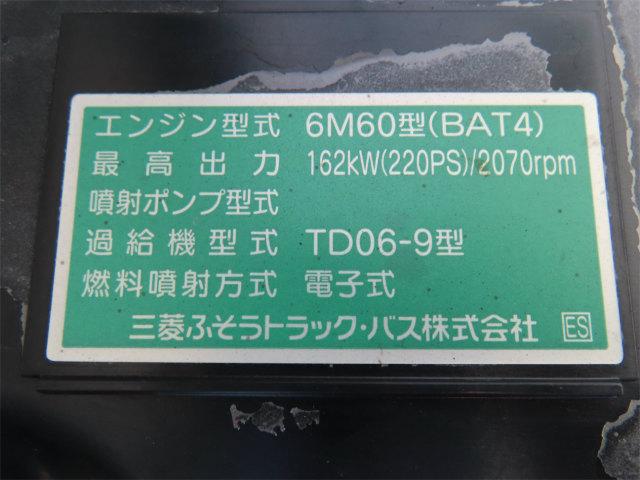 エンジン型式 6M60型(BAT4)
最高出力 162kW(220PS)/2070rpm
噴射ポンプ型式
過給機型式 TD06-9型
燃料噴射方式 電子式
三菱ふそうトラック・バス株式会社 ES